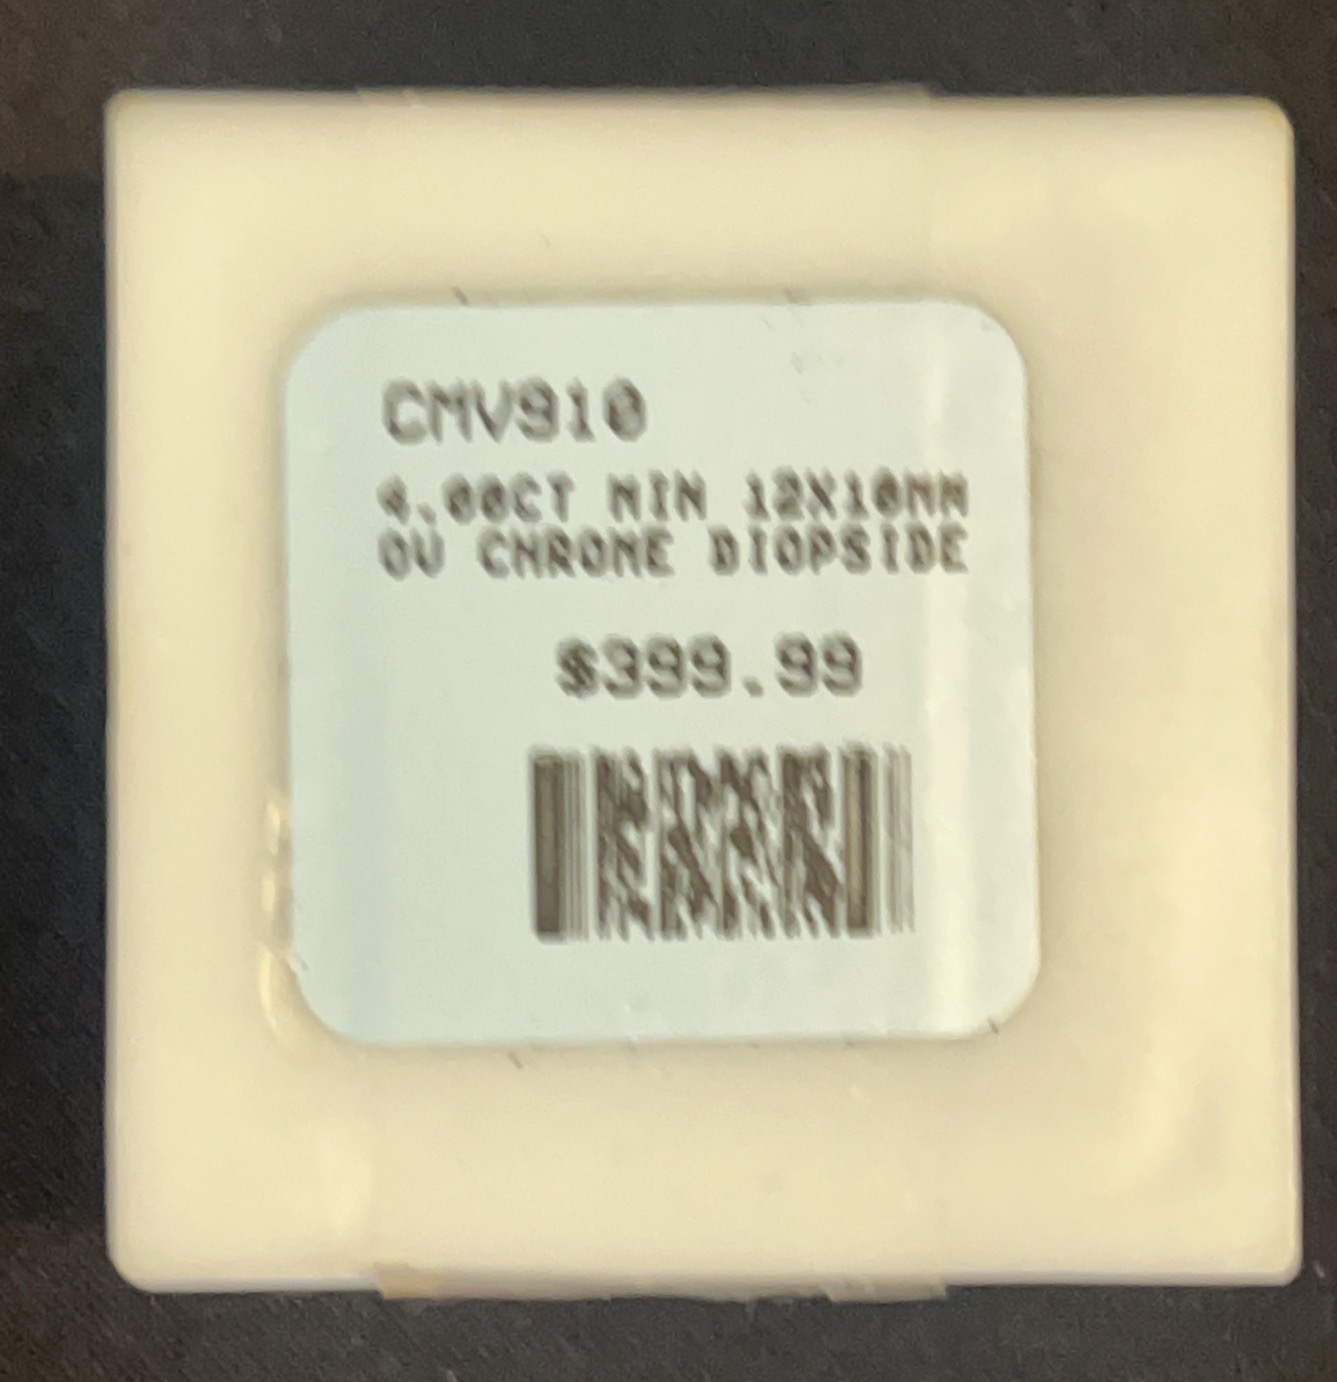 CMV910
4.00CT MIN 12X10MM
OV CHROME DIOPSIDE
$399.99